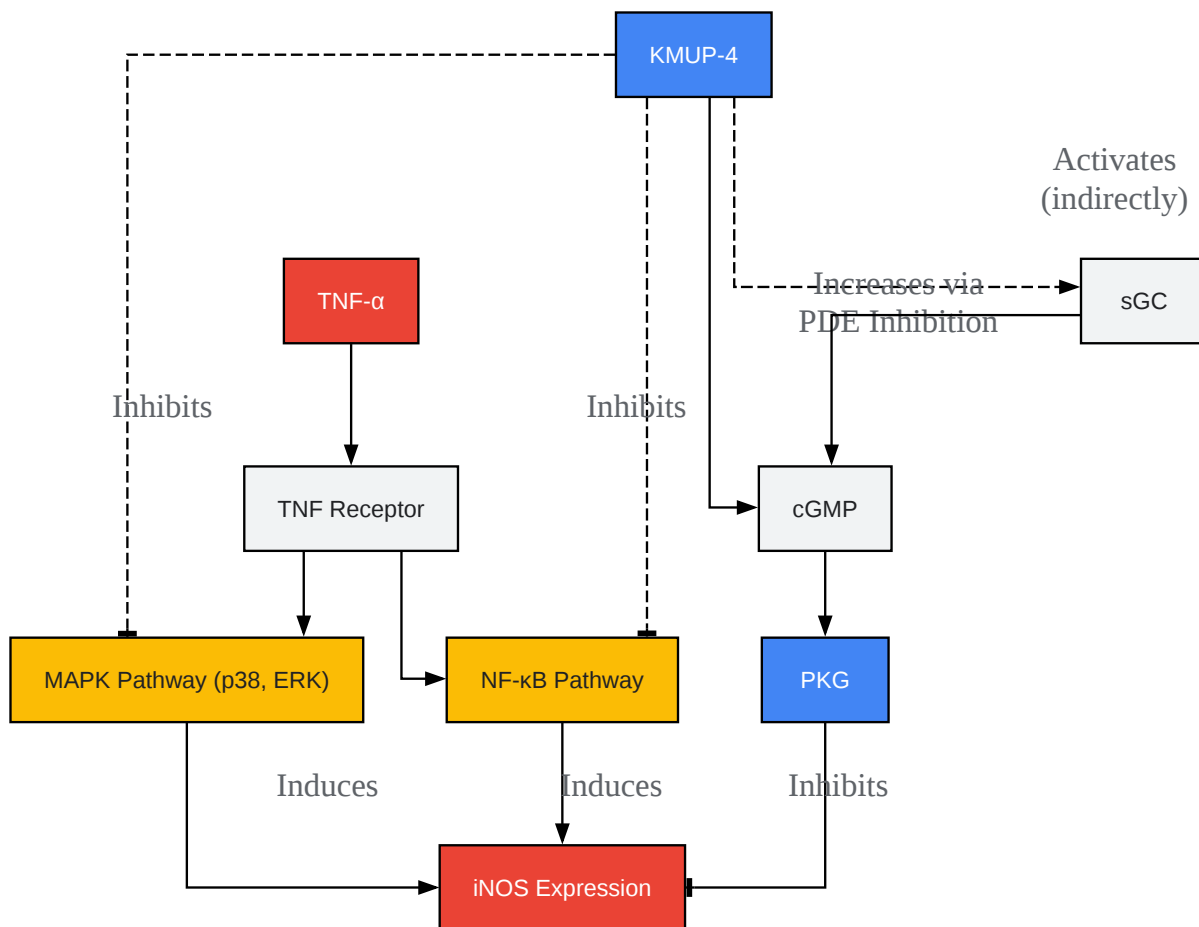 KMUP-4
Activates
(indirectly)
TNF-α
Increases via
PDE Inhibition
sGC
Inhibits
Inhibits
TNF Receptor
cGMP
MAPK Pathway (p38, ERK)
NF-κB Pathway
PKG
Induces
Induces
Inhibits
iNOS Expression